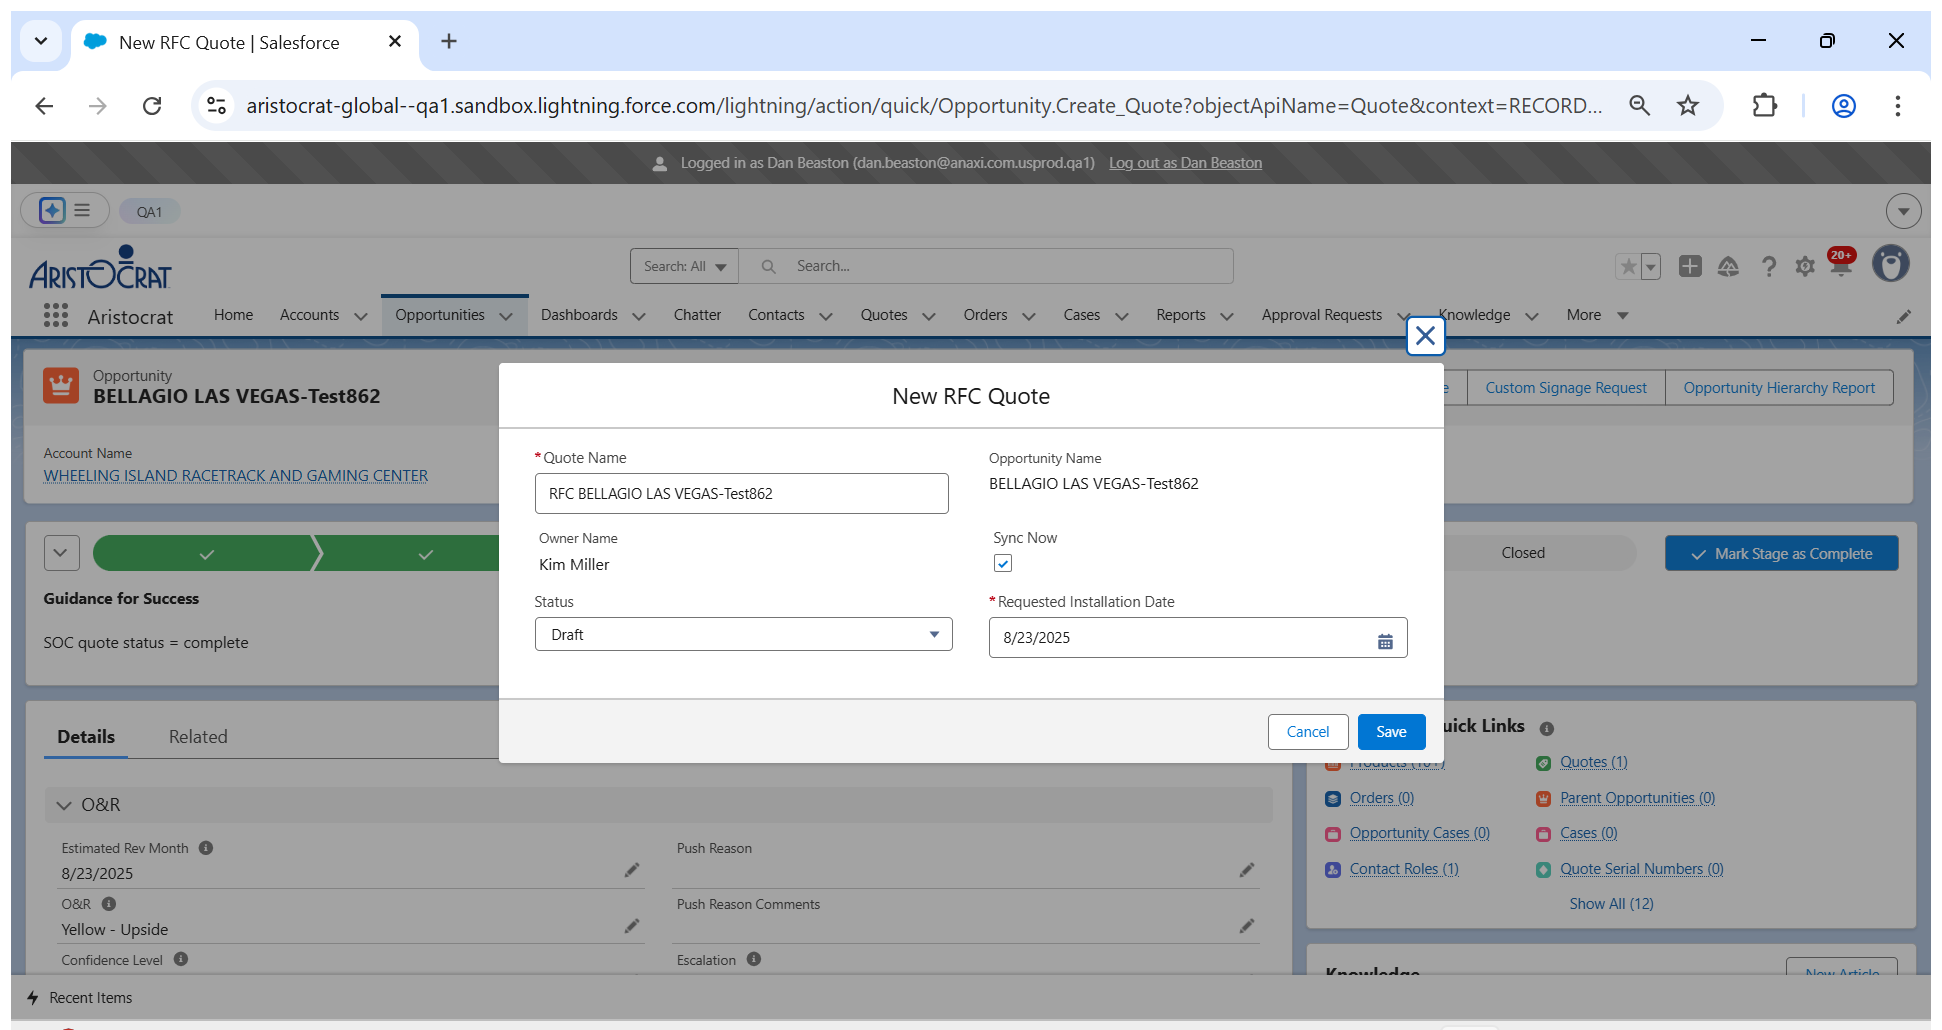 New RFC Quote | Salesforce
aristocrat-global--qa1.sandbox.lightning.force.com/lightning/action/quick/Opportunity.Create_Quote?objectApiName=Quote&context=RECORD...
Logged in as Dan Beaston (dan.beaston@anaxi.com.usprod.qa1) Log out as Dan Beaston
QA1
ARISTOCRAT
Search: All
Search...
20+
Aristocrat
Home
Accounts
Opportunities
Dashboards
Chatter
Contacts
Quotes
Orders
Cases
Reports
Approval Requests
Knowledge
More
Opportunity
BELLAGIO LAS VEGAS-Test862
Custom Signage Request
Opportunity Hierarchy Report
Account Name
WHEELING ISLAND RACETRACK AND GAMING CENTER
New RFC Quote
*Quote Name
RFC BELLAGIO LAS VEGAS-Test862
Opportunity Name
BELLAGIO LAS VEGAS-Test862
Owner Name
Kim Miller
Sync Now
Status
Draft
*Requested Installation Date
8/23/2025
Cancel
Save
Closed
Mark Stage as Complete
Guidance for Success
SOC quote status = complete
Details
Related
O&R
Estimated Rev Month
8/23/2025
Push Reason
O&R
Yellow - Upside
Push Reason Comments
Confidence Level
Escalation
uick Links
Products (10+)
Quotes (1)
Orders (0)
Parent Opportunities (0)
Opportunity Cases (0)
Cases (0)
Contact Roles (1)
Quote Serial Numbers (0)
Show All (12)
Knowledge
New Article
Recent Items